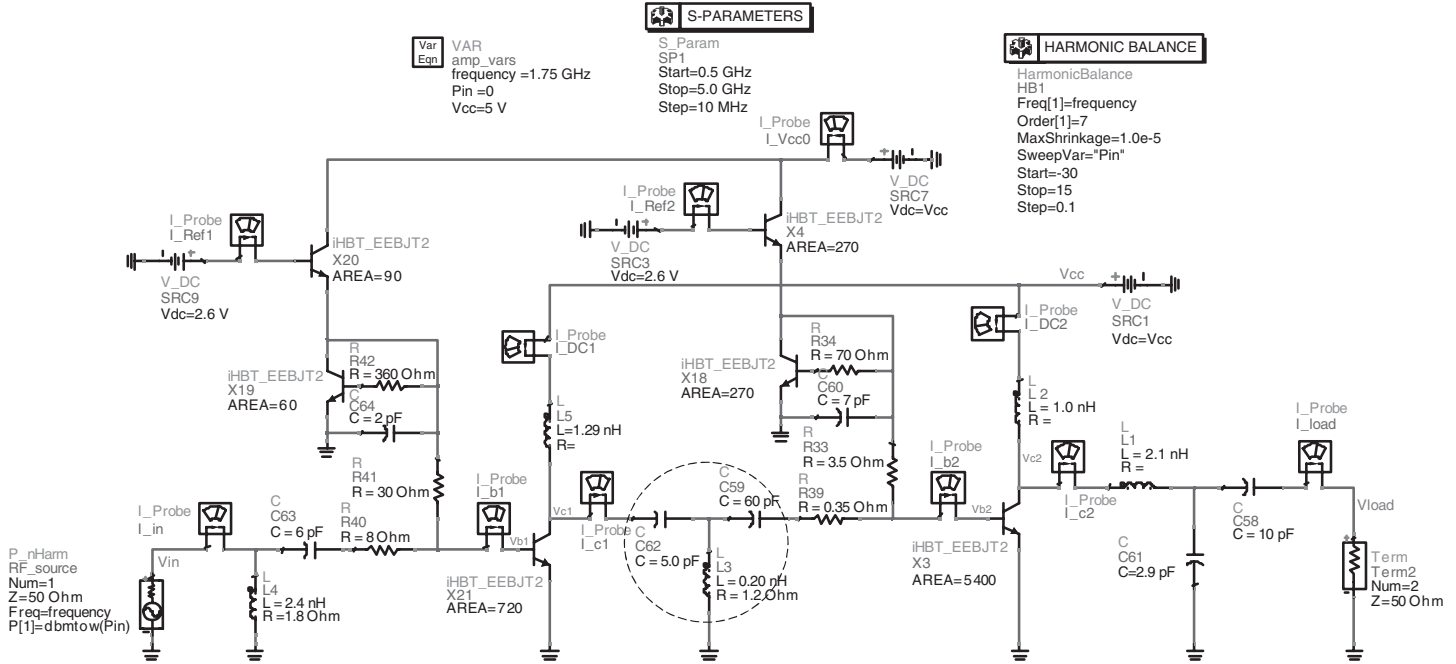 S-PARAMETERS
S_Param
SP1
Start=0.5 GHz
Stop=5.0 GHz
Step=10 MHz
Var
Eqn
VAR
amp_vars
frequency =1.75 GHz
Pin =0
Vcc=5 V
HARMONIC BALANCE
HarmonicBalance
HB1
Freq[1]=frequency
Order[1]=7
MaxShrinkage=1.0e-5
SweepVar="Pin"
Start=-30
Stop=15
Step=0.1
I_Probe
I_Vcc0
V_DC
SRC7
Vdc=Vcc
I_Probe
I_Ref1
V_DC
SRC9
Vdc=2.6 V
iHBT_EEBJT2
X20
AREA=90
I_Probe
I_Ref2
V_DC
SRC3
Vdc=2.6 V
iHBT_EEBJT2
X4
AREA=270
Vcc
V_DC
SRC1
Vdc=Vcc
I_Probe
I_DC1
I_Probe
I_DC2
iHBT_EEBJT2
X19
AREA=60
R
R42
R = 360 Ohm
C
C64
C = 2 pF
L
L5
L=1.29 nH
R=
iHBT_EEBJT2
X18
AREA=270
R
R34
R = 70 Ohm
C
C60
C = 7 pF
L
L 2
L = 1.0 nH
R =
R
R41
R = 30 Ohm
R
R33
R = 3.5 Ohm
I_Probe
I_in
C
C63
C = 6 pF
R
R40
R = 8 Ohm
I_Probe
I_b1
Vb1
Vc1
I_Probe
I_c1
C
C62
C = 5.0 pF
C
C59
C = 60 pF
R
R39
R = 0.35 Ohm
I_Probe
I_b2
Vb2
Vc2
I_Probe
I_c2
L
L1
L = 2.1 nH
R =
I_Probe
I_load
C
C58
C = 10 pF
Vload
P_nHarm
RF_source
Num=1
Z=50 Ohm
Freq=frequency
P[1]=dbmtow(Pin)
Vin
L
L4
L = 2.4 nH
R =1.8 Ohm
iHBT_EEBJT2
X21
AREA=720
L
L3
L = 0.20 nH
R = 1.2 Ohm
iHBT_EEBJT2
X3
AREA=5400
C
C61
C=2.9 pF
Term
Term2
Num=2
Z=50 Ohm